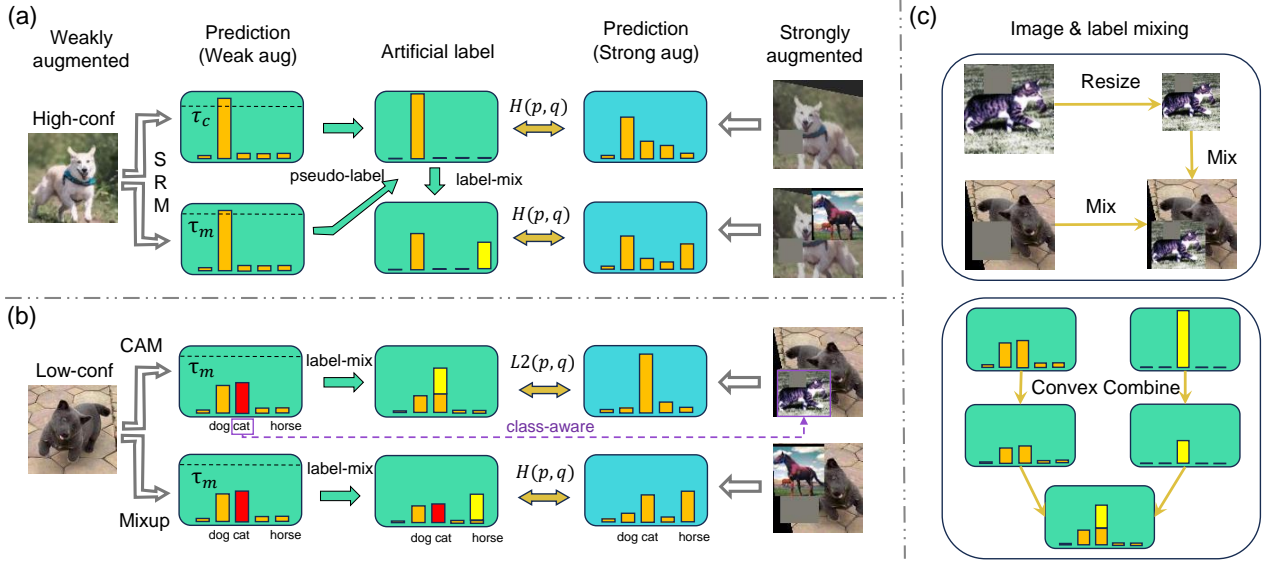 (a)
Weakly
augmented
Prediction
(Weak aug)
Artificial label
Prediction
(Strong aug)
Strongly
augmented
High-conf
S
R
M
τc
H(p, q)
pseudo-label
label-mix
τm
H(p, q)
(b)
Low-conf
CAM
τm
label-mix
L2(p, q)
dog cat horse
class-aware
Mixup
τm
label-mix
H(p, q)
dog cat horse
dog cat horse
dog cat horse
(c)
Image & label mixing
Resize
Mix
Mix
Convex Combine